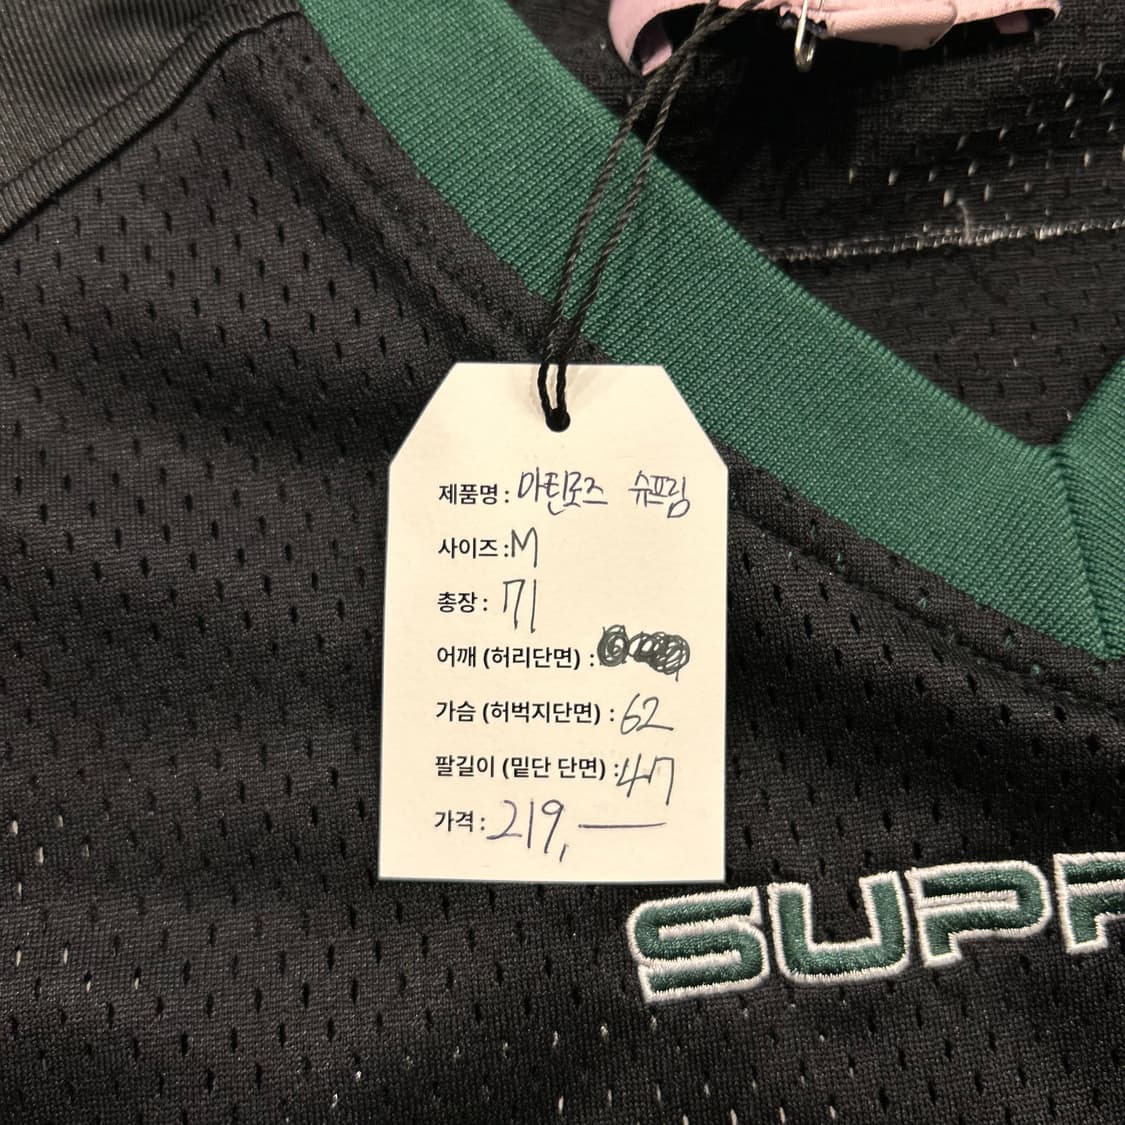 제품명 : 마틴로즈 슈프림
사이즈 : M
총장 : 71
어깨 (허리단면) :
가슴 (허벅지단면) : 62
팔길이 (밑단 단면) : 47
가격 : 219,—
SUPR